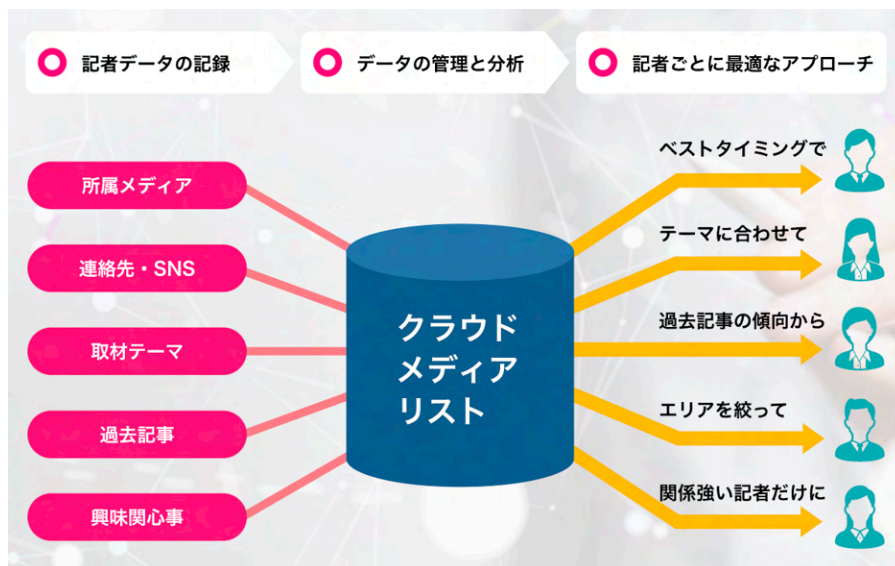 記者データの記録
データの管理と分析
記者ごとに最適なアプローチ
所属メディア
連絡先・SNS
取材テーマ
過去記事
興味関心事
クラウド
メディア
リスト
ベストタイミングで
テーマに合わせて
過去記事の傾向から
エリアを絞って
関係強い記者だけに